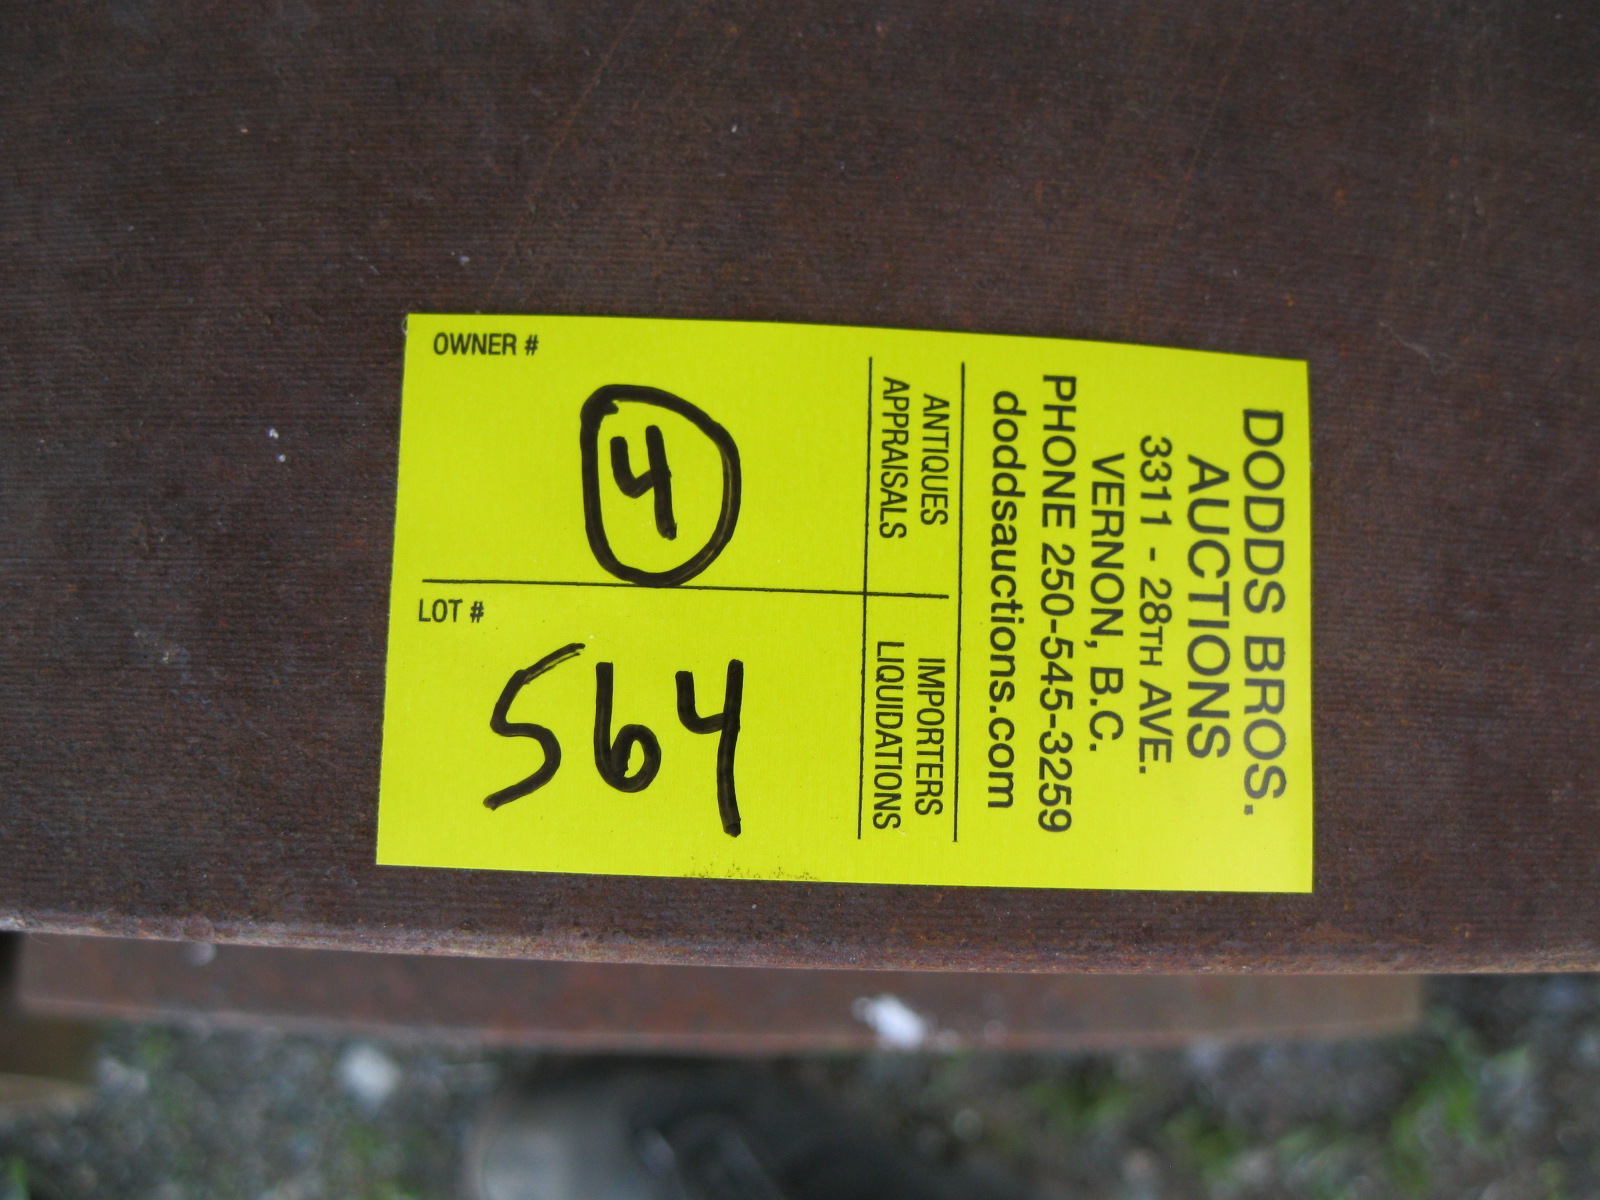 DODDS BROS.
AUCTIONS
3311 - 28TH AVE.
VERNON, B.C.
PHONE 250-545-3259
doddsauctions.com
ANTIQUES
APPRAISALS
IMPORTERS
LIQUIDATIONS
OWNER #
4
LOT #
564